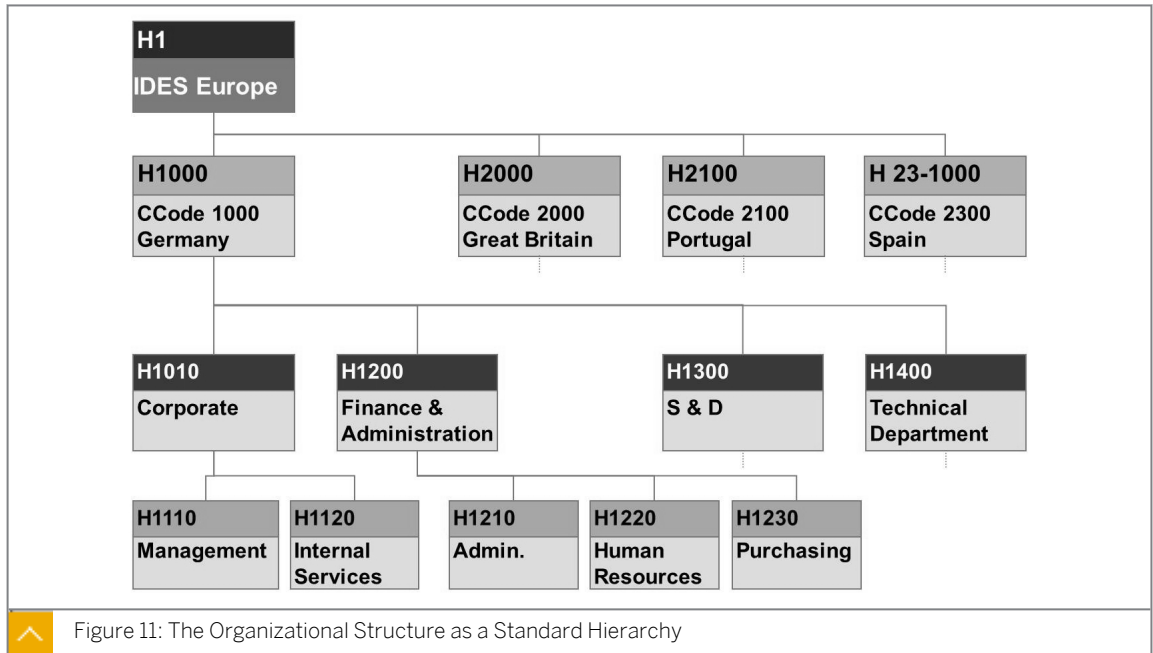 H1
IDES Europe
H1000
CCode 1000
Germany
H2000
CCode 2000
Great Britain
H2100
CCode 2100
Portugal
H 23-1000
CCode 2300
Spain
H1010
Corporate
H1200
Finance &
Administration
H1300
S & D
H1400
Technical
Department
H1110
Management
H1120
Internal
Services
H1210
Admin.
H1220
Human
Resources
H1230
Purchasing
Figure 11: The Organizational Structure as a Standard Hierarchy